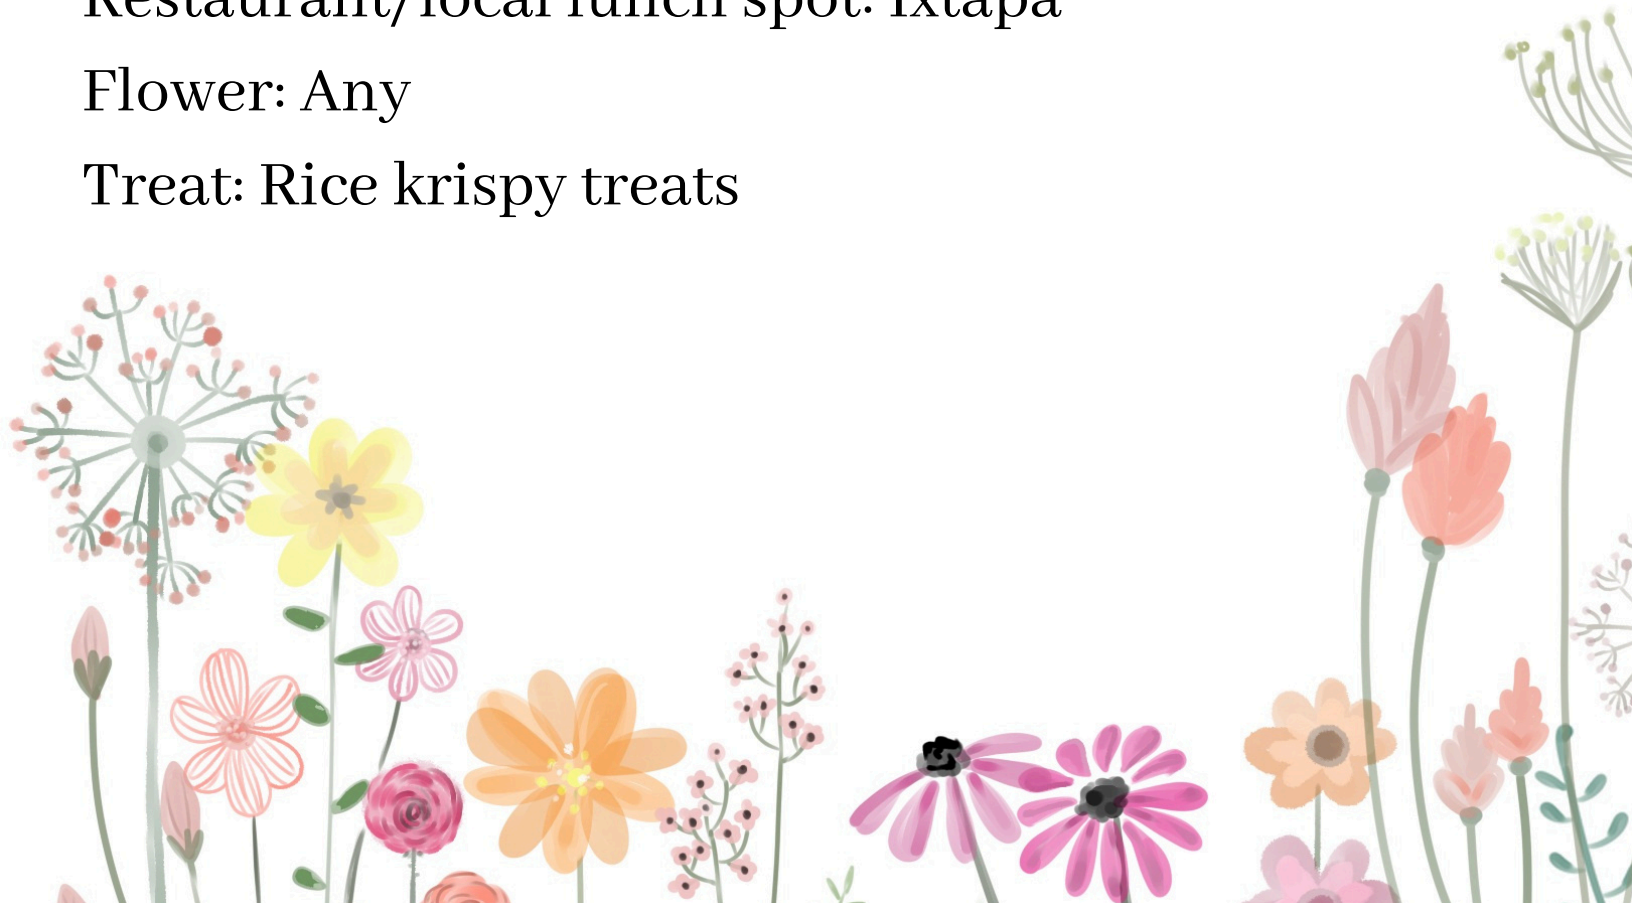 Restaurant/local lunch spot: Ixtapa
Flower: Any
Treat: Rice krispy treats